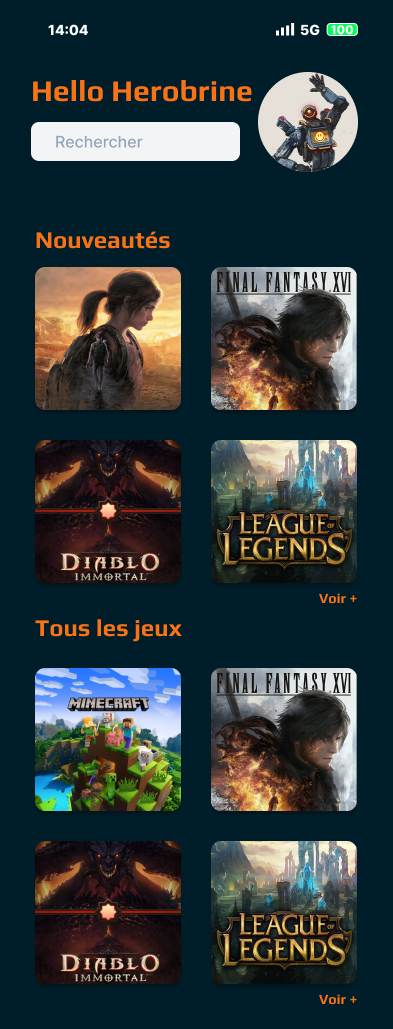 14:04
5G 100
Hello Herobrine
Rechercher
Nouveautés
FINAL FANTASY XVI
DIABLO
IMMORTAL
LEAGUE OF
LEGENDS
Voir +
Tous les jeux
MINECRAFT
FINAL FANTASY XVI
DIABLO
IMMORTAL
LEAGUE OF
LEGENDS
Voir +